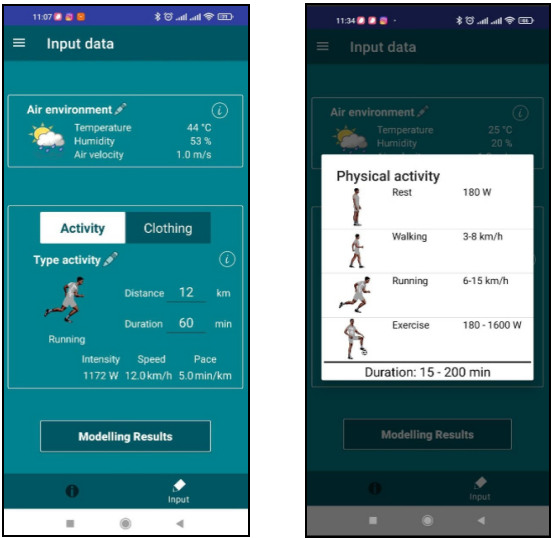 11:07
Input data
Air environment
Temperature 44 °C
Humidity 53 %
Air velocity 1.0 m/s
Activity Clothing
Type activity
Distance 12 km
Duration 60 min
Running
Intensity Speed Pace
1172 W 12.0 km/h 5.0 min/km
Modelling Results
Input
11:34
Input data
Air environment
Temperature 25 °C
Humidity 20 %
Physical activity
Rest 180 W
Walking 3-8 km/h
Running 6-15 km/h
Exercise 180 - 1600 W
Duration: 15 - 200 min
Modelling Results
Input